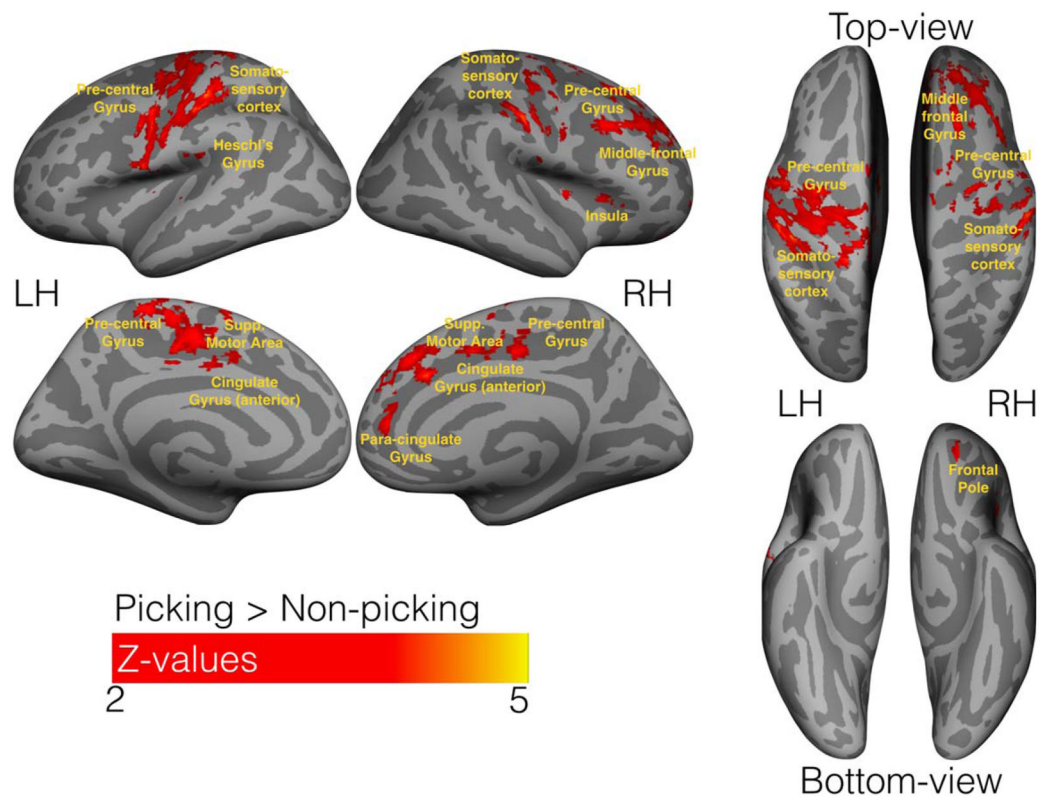 Pre-central
Gyrus
Somato-
sensory
cortex
Heschl's
Gyrus
Somato-
sensory
cortex
Pre-central
Gyrus
Middle-frontal
Gyrus
Insula
LH
RH
Pre-central
Gyrus
Supp.
Motor Area
Cingulate
Gyrus (anterior)
Supp.
Motor Area
Pre-central
Gyrus
Cingulate
Gyrus (anterior)
Para-cingulate
Gyrus
Picking > Non-picking
Z-values
2
5
Top-view
Middle
frontal
Gyrus
Pre-central
Gyrus
Pre-central
Gyrus
Somato-
sensory
cortex
Somato-
sensory
cortex
LH
RH
Frontal
Pole
Bottom-view